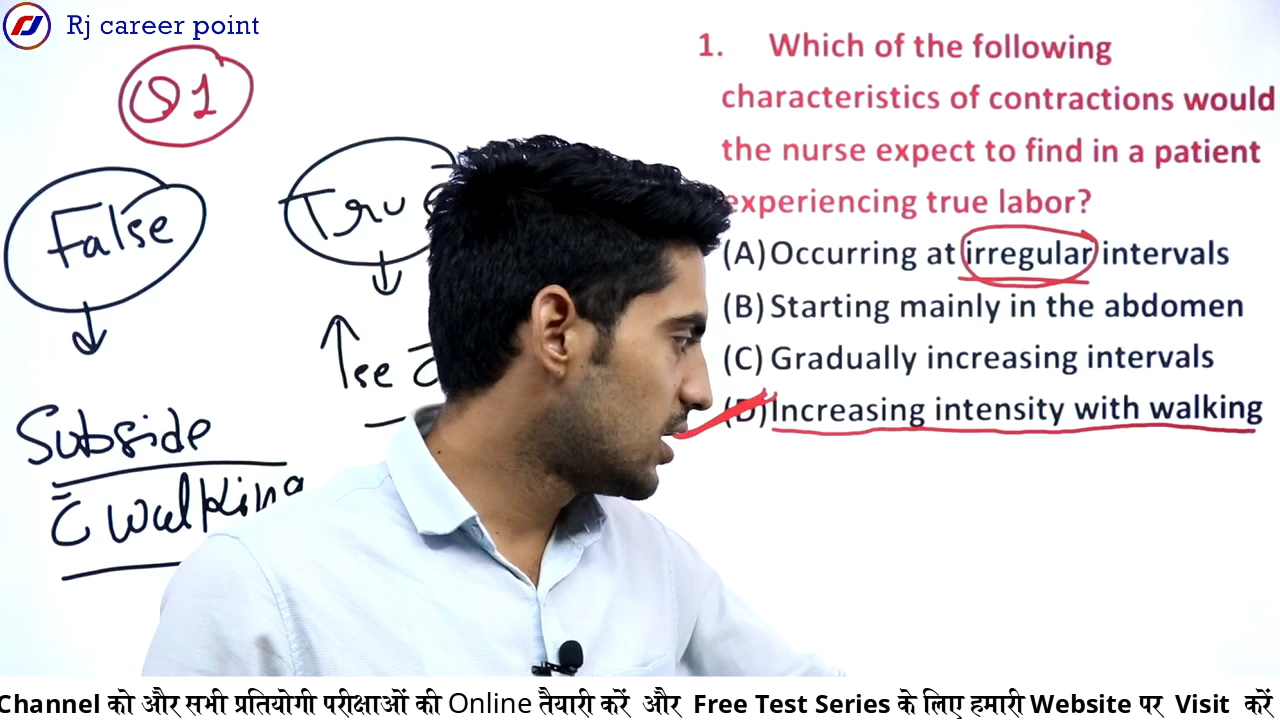 Rj career point
Q1
False
Subside
c̄ walking
Tru
↑se c̄
1. Which of the following
characteristics of contractions would
the nurse expect to find in a patient
experiencing true labor?
(A) Occurring at irregular intervals
(B) Starting mainly in the abdomen
(C) Gradually increasing intervals
(D) Increasing intensity with walking
Channel को और सभी प्रतियोगी परीक्षाओं की Online तैयारी करें और Free Test Series के लिए हमारी Website पर Visit करें